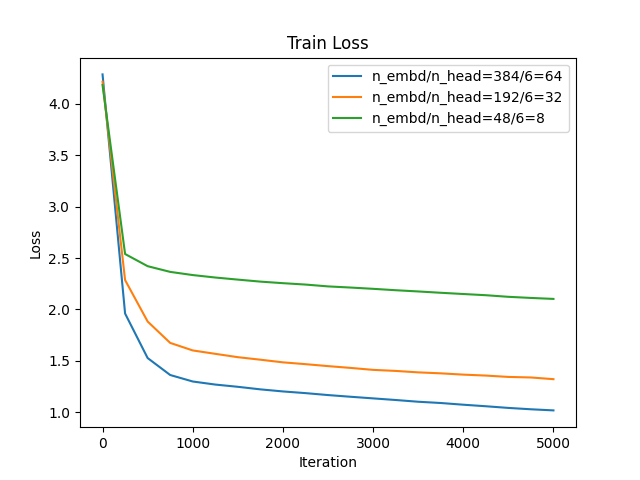 Train Loss
n_embd/n_head=384/6=64
n_embd/n_head=192/6=32
n_embd/n_head=48/6=8
4.0
3.5
3.0
2.5
2.0
1.5
1.0
Loss
0 1000 2000 3000 4000 5000
Iteration